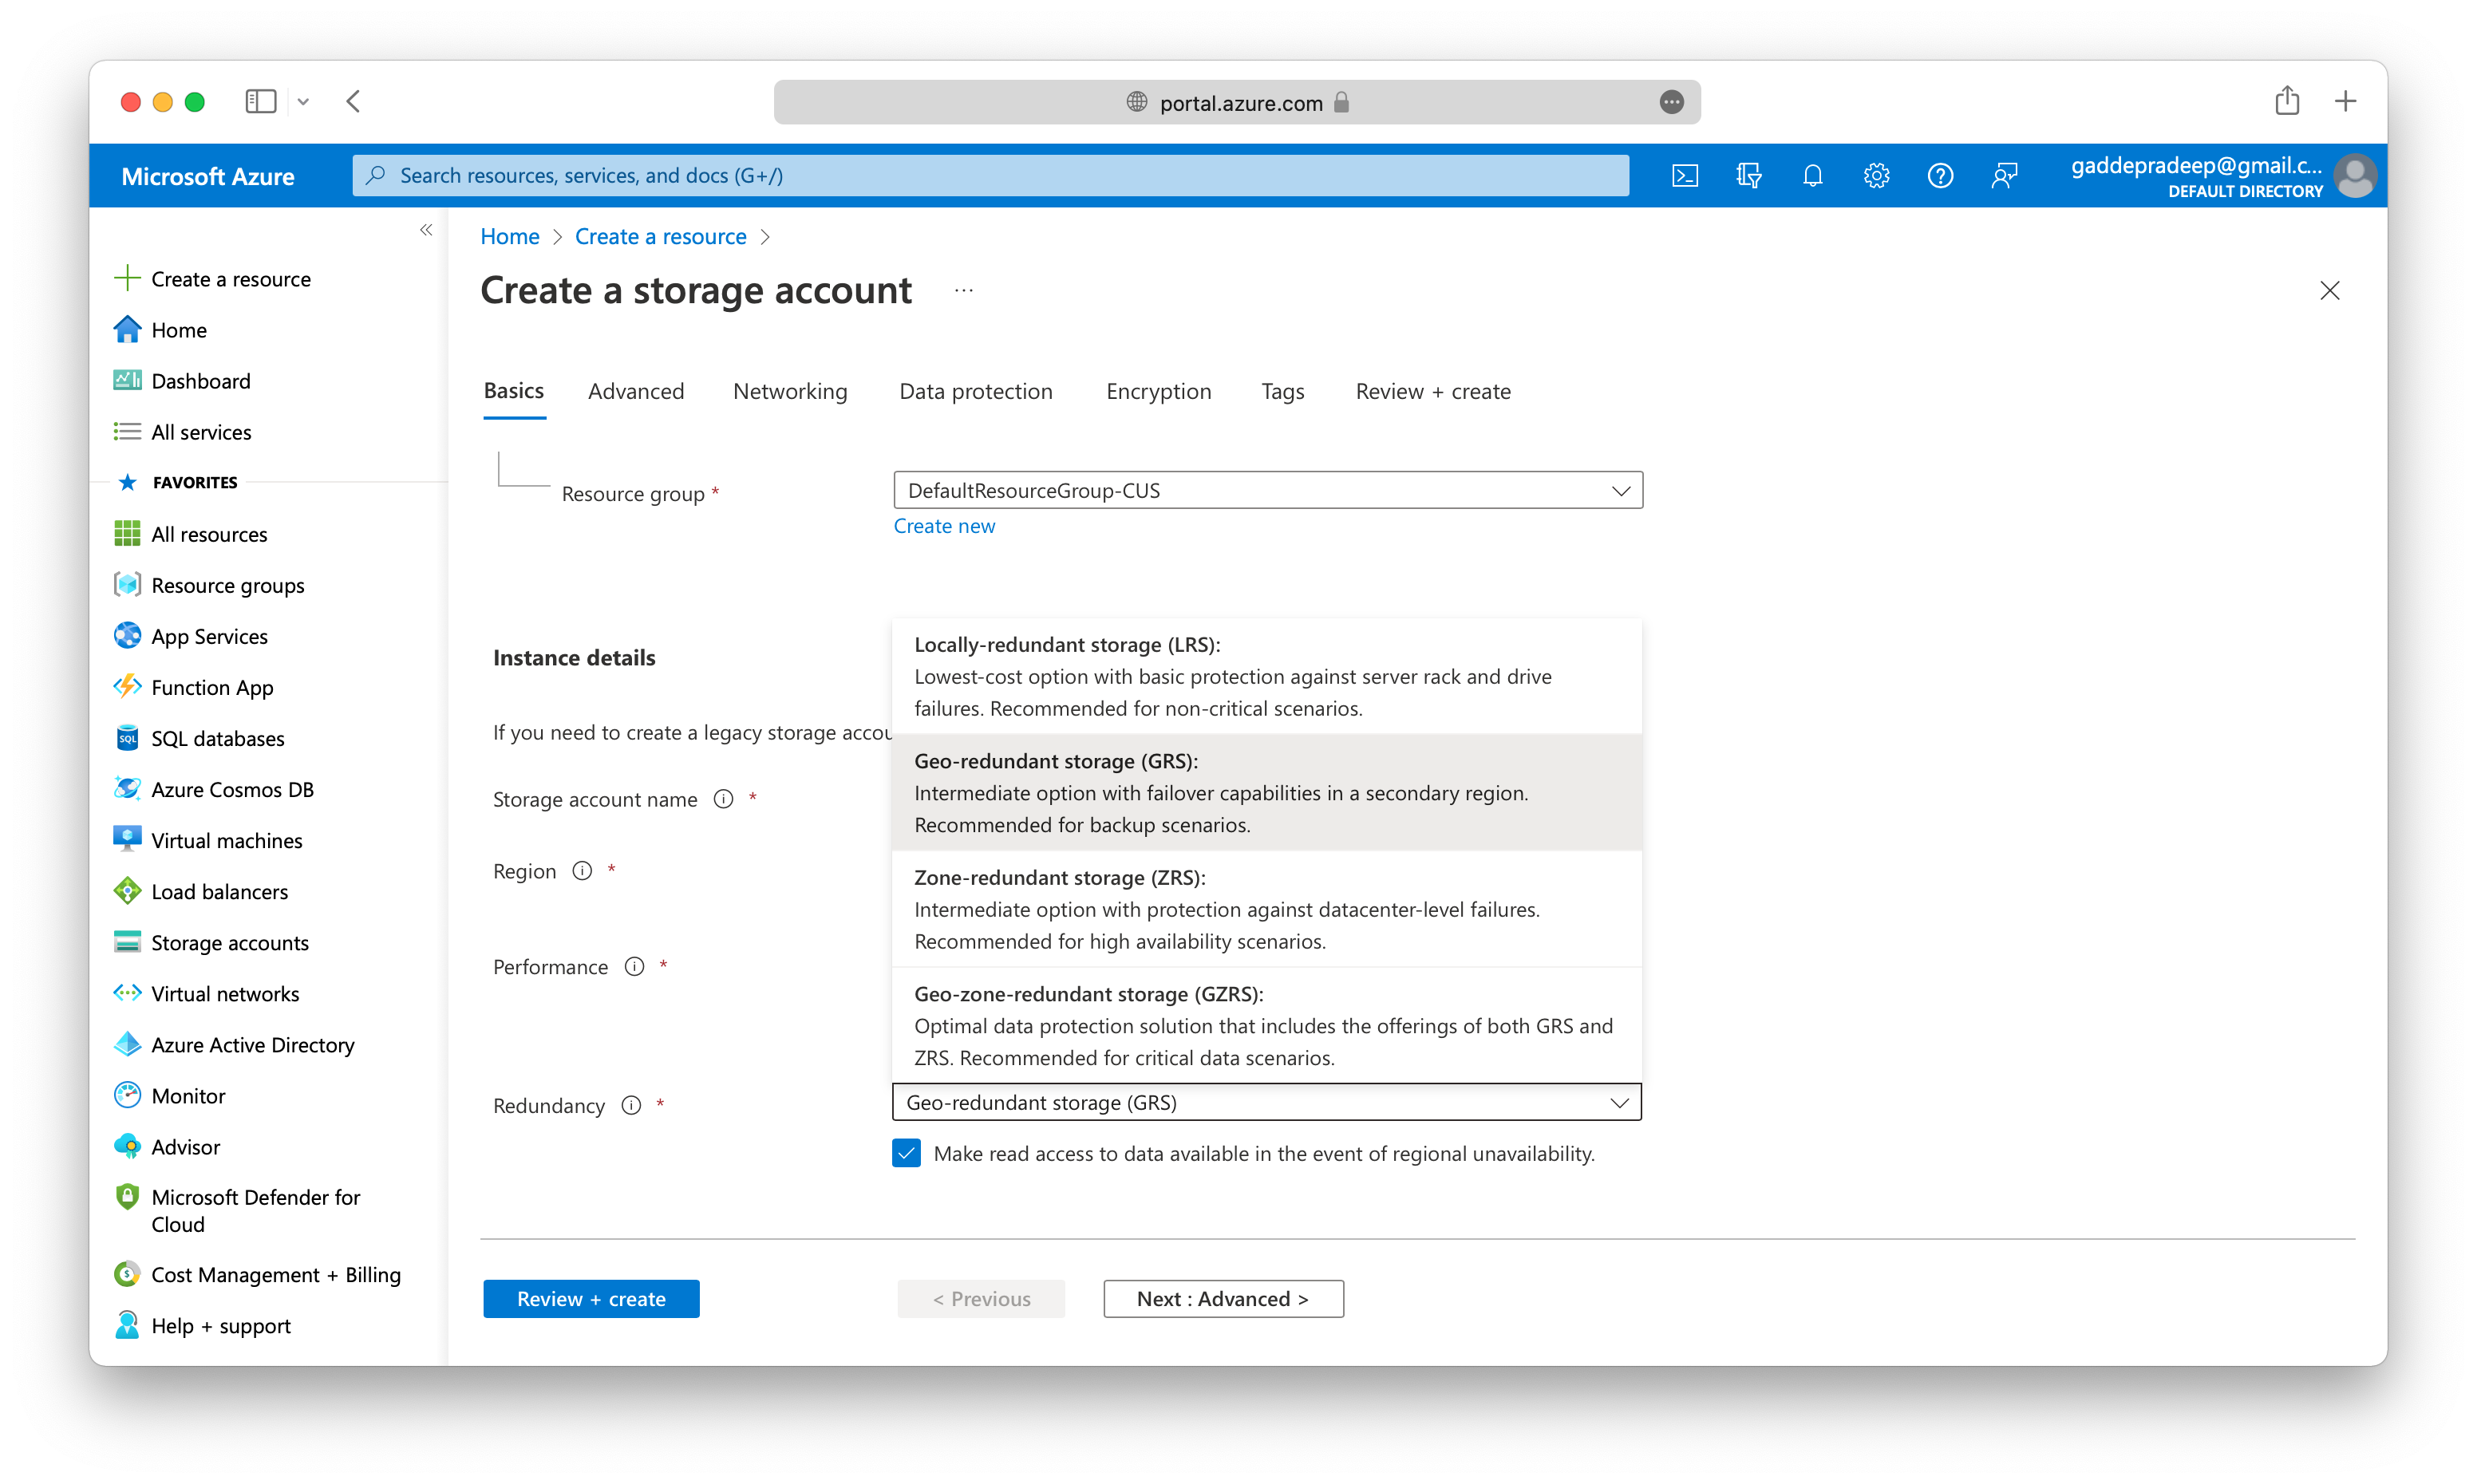 portal.azure.com
Microsoft Azure
Search resources, services, and docs (G+/)
gaddepradeep@gmail.c...
DEFAULT DIRECTORY
Create a resource
Home
Dashboard
All services
FAVORITES
All resources
Resource groups
App Services
Function App
SQL databases
Azure Cosmos DB
Virtual machines
Load balancers
Storage accounts
Virtual networks
Azure Active Directory
Monitor
Advisor
Microsoft Defender for
Cloud
Cost Management + Billing
Help + support
Home > Create a resource >
Create a storage account ...
Basics Advanced Networking Data protection Encryption Tags Review + create
Resource group * DefaultResourceGroup-CUS
Create new
Instance details
If you need to create a legacy storage accou
Storage account name *
Region *
Performance *
Locally-redundant storage (LRS):
Lowest-cost option with basic protection against server rack and drive
failures. Recommended for non-critical scenarios.
Geo-redundant storage (GRS):
Intermediate option with failover capabilities in a secondary region.
Recommended for backup scenarios.
Zone-redundant storage (ZRS):
Intermediate option with protection against datacenter-level failures.
Recommended for high availability scenarios.
Geo-zone-redundant storage (GZRS):
Optimal data protection solution that includes the offerings of both GRS and
ZRS. Recommended for critical data scenarios.
Redundancy * Geo-redundant storage (GRS)
Make read access to data available in the event of regional unavailability.
Review + create < Previous Next : Advanced >